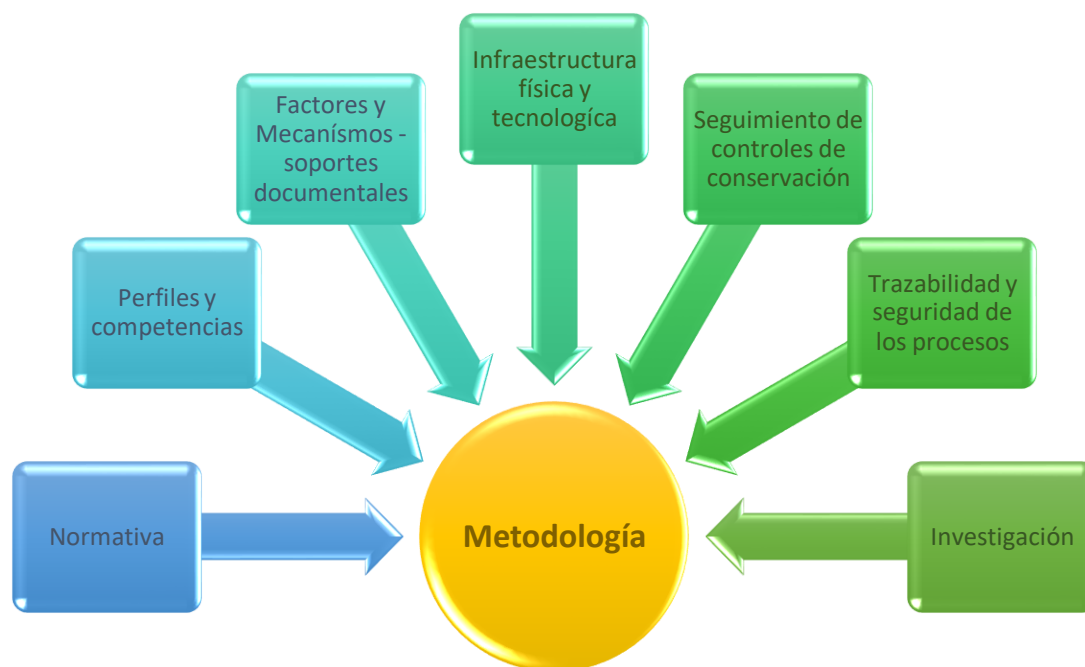 Infraestructura
física y
tecnologíca
Factores y
Mecanísmos -
soportes
documentales
Seguimiento de
controles de
conservación
Perfiles y
competencias
Trazabilidad y
seguridad de
los procesos
Normativa
Metodología
Investigación